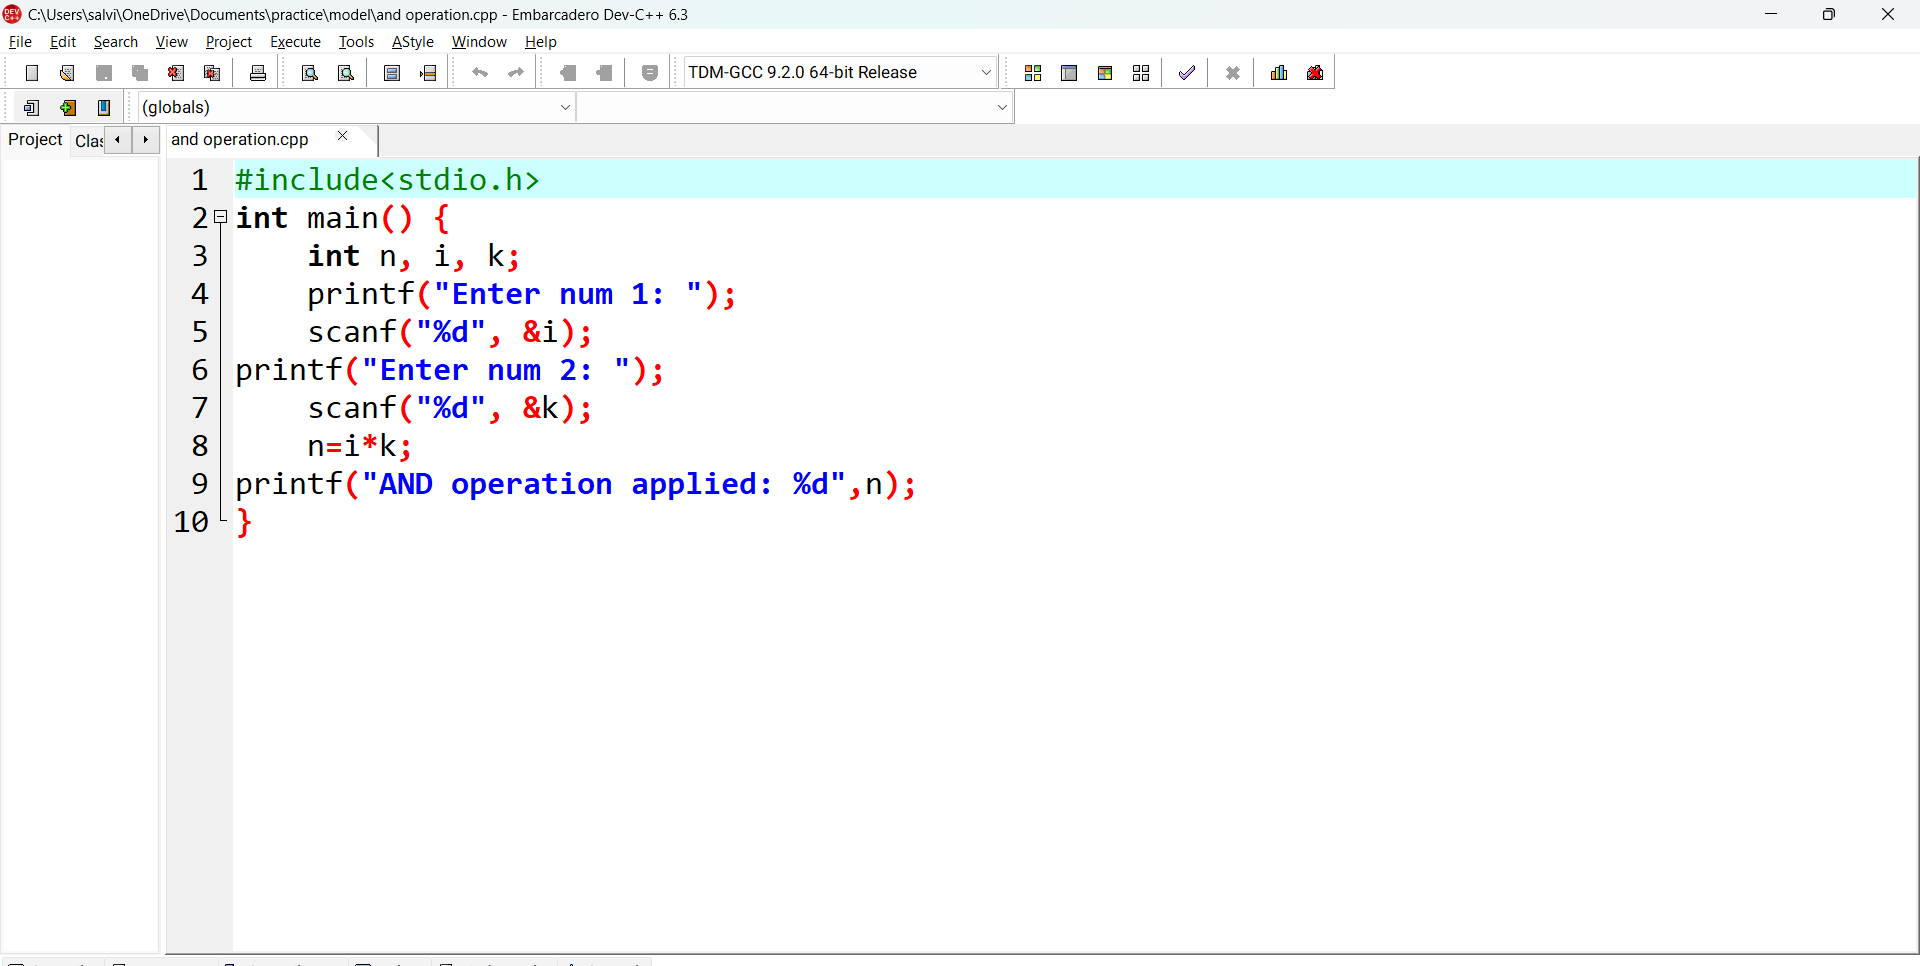 C:\Users\salvi\OneDrive\Documents\practice\model\and operation.cpp - Embarcadero Dev-C++ 6.3
File Edit Search View Project Execute Tools AStyle Window Help
TDM-GCC 9.2.0 64-bit Release
(globals)
Project Clas and operation.cpp
1 #include<stdio.h>
2 int main() {
3 int n, i, k;
4 printf("Enter num 1: ");
5 scanf("%d", &i);
6 printf("Enter num 2: ");
7 scanf("%d", &k);
8 n=i*k;
9 printf("AND operation applied: %d",n);
10 }